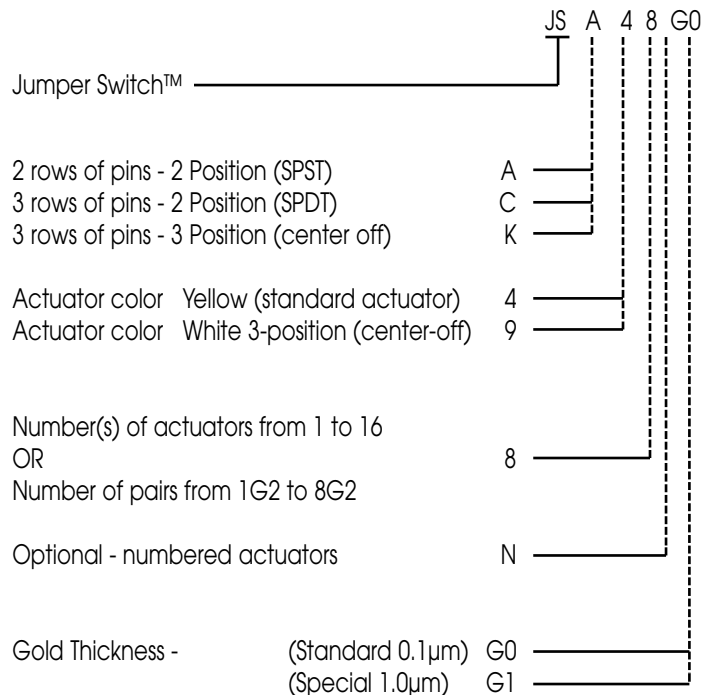 JS A 4 8 G0
Jumper Switch™
2 rows of pins - 2 Position (SPST) A
3 rows of pins - 2 Position (SPDT) C
3 rows of pins - 3 Position (center off) K
Actuator color Yellow (standard actuator) 4
Actuator color White 3-position (center-off) 9
Number(s) of actuators from 1 to 16
OR 8
Number of pairs from 1G2 to 8G2
Optional - numbered actuators N
Gold Thickness - (Standard 0.1µm) G0
(Special 1.0µm) G1